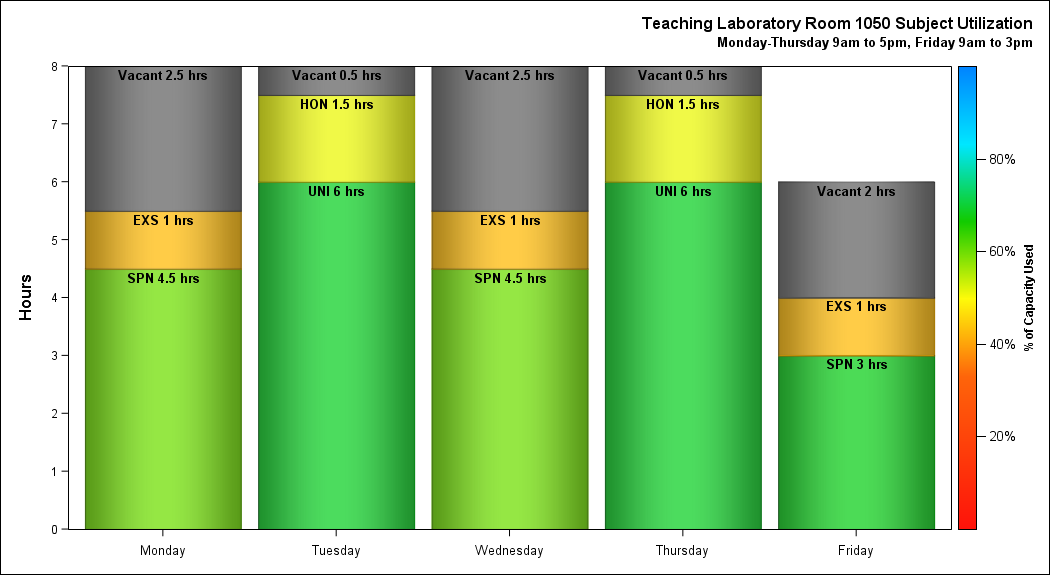 Teaching Laboratory Room 1050 Subject Utilization
Monday-Thursday 9am to 5pm, Friday 9am to 3pm
Hours
8
7
6
5
4
3
2
1
0
Vacant 2.5 hrs
EXS 1 hrs
SPN 4.5 hrs
Vacant 0.5 hrs
HON 1.5 hrs
UNI 6 hrs
Vacant 2.5 hrs
EXS 1 hrs
SPN 4.5 hrs
Vacant 0.5 hrs
HON 1.5 hrs
UNI 6 hrs
Vacant 2 hrs
EXS 1 hrs
SPN 3 hrs
Monday
Tuesday
Wednesday
Thursday
Friday
80%
60%
40%
20%
% of Capacity Used